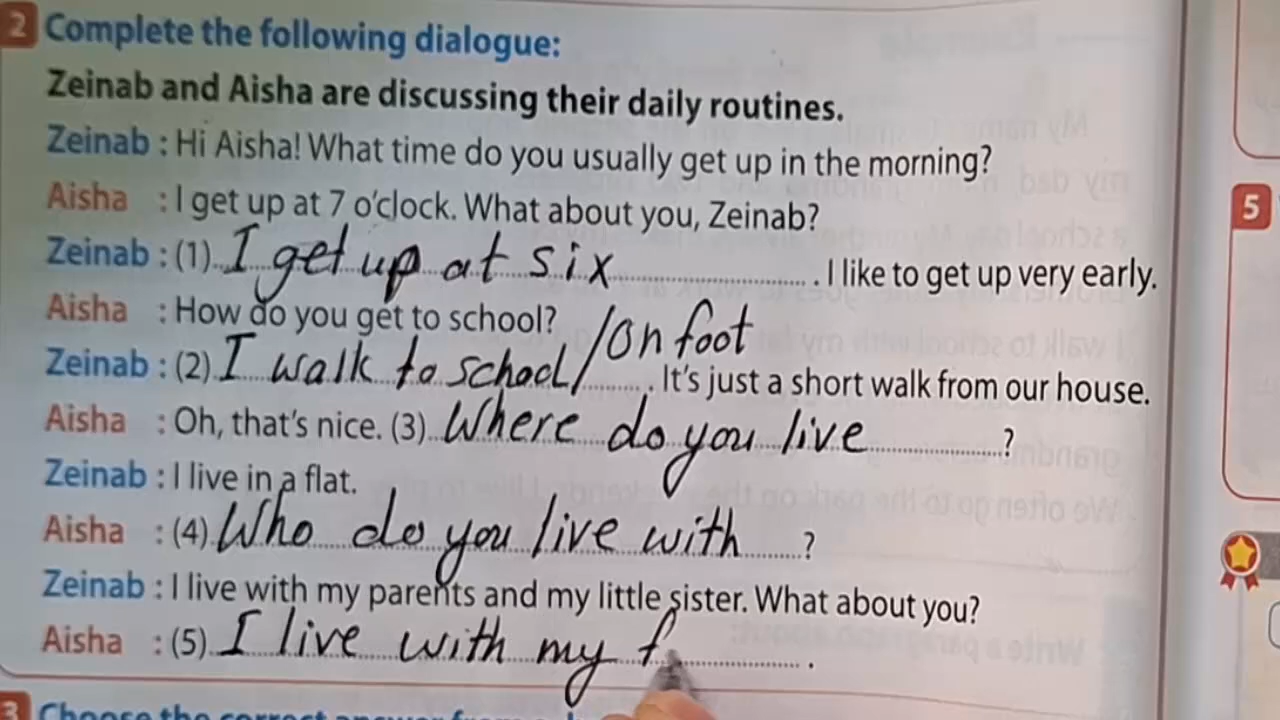 2 Complete the following dialogue:
Zeinab and Aisha are discussing their daily routines.
Zeinab : Hi Aisha! What time do you usually get up in the morning?
Aisha : I get up at 7 o'clock. What about you, Zeinab?
Zeinab : (1) I get up at six . I like to get up very early.
Aisha : How do you get to school? /on foot
Zeinab : (2) I walk to school/ . It's just a short walk from our house.
Aisha : Oh, that's nice. (3) Where do you live ?
Zeinab : I live in a flat.
Aisha : (4) Who do you live with ?
Zeinab : I live with my parents and my little sister. What about you?
Aisha : (5) I live with my f .
3 Choose the correct answer
5